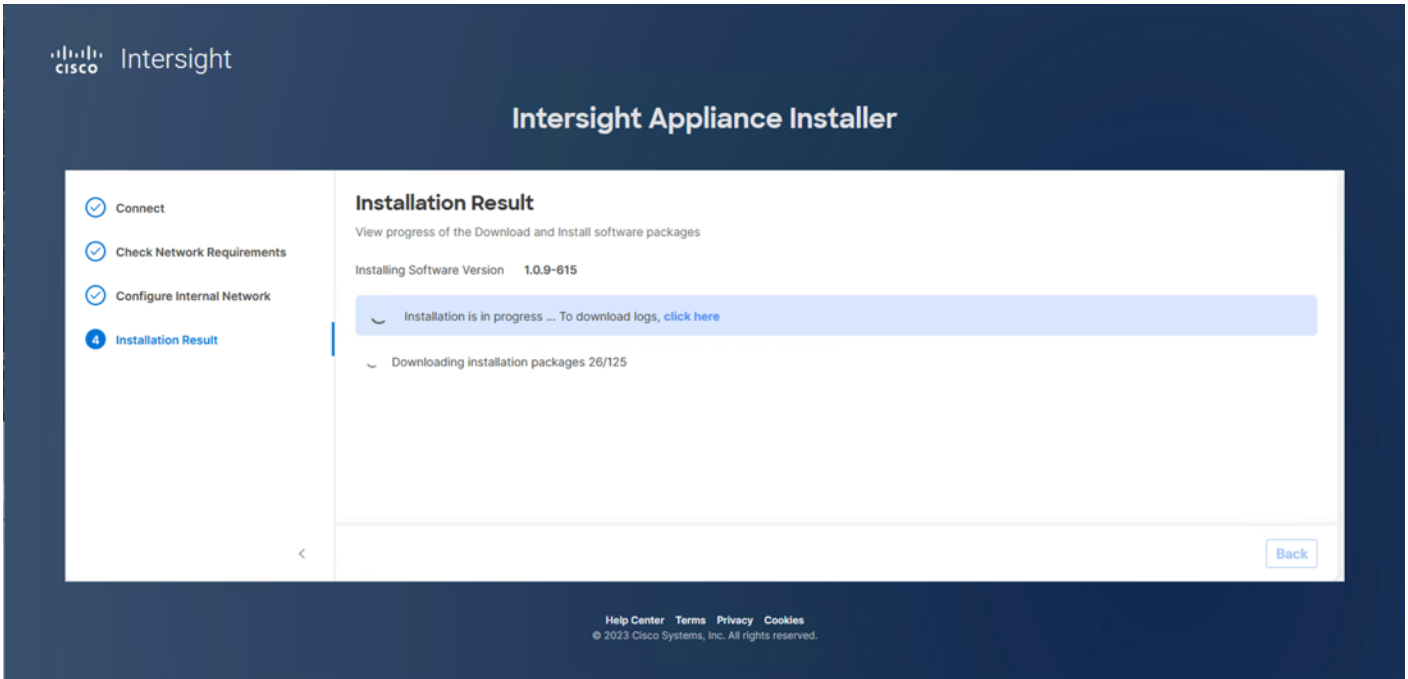 cisco Intersight
Intersight Appliance Installer
Connect
Check Network Requirements
Configure Internal Network
4 Installation Result
Installation Result
View progress of the Download and Install software packages
Installing Software Version 1.0.9-615
Installation is in progress ... To download logs, click here
Downloading installation packages 26/125
Back
Help Center Terms Privacy Cookies
© 2023 Cisco Systems, Inc. All rights reserved.